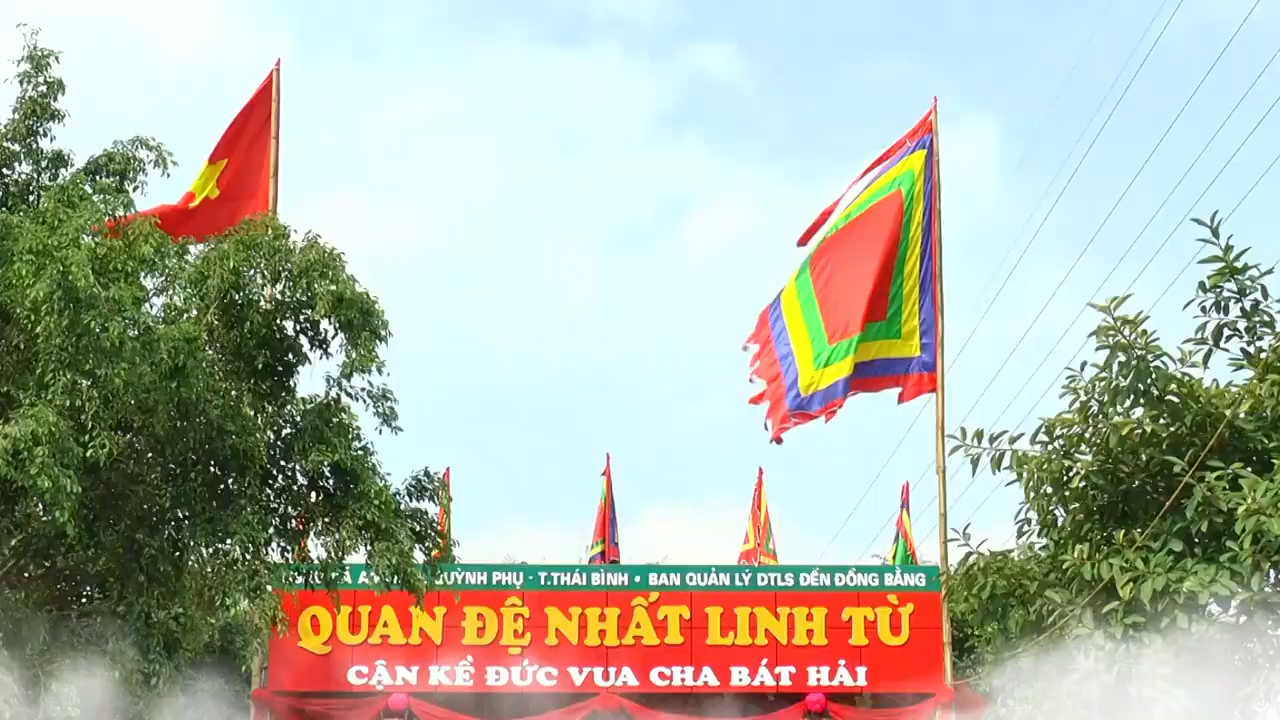 QUỲNH PHỤ - T.THÁI BÌNH • BAN QUẢN LÝ DTLS ĐỀN ĐỒNG BẰNG
QUAN ĐỆ NHẤT LINH TỪ
CẬN KỀ ĐỨC VUA CHA BÁT HẢI